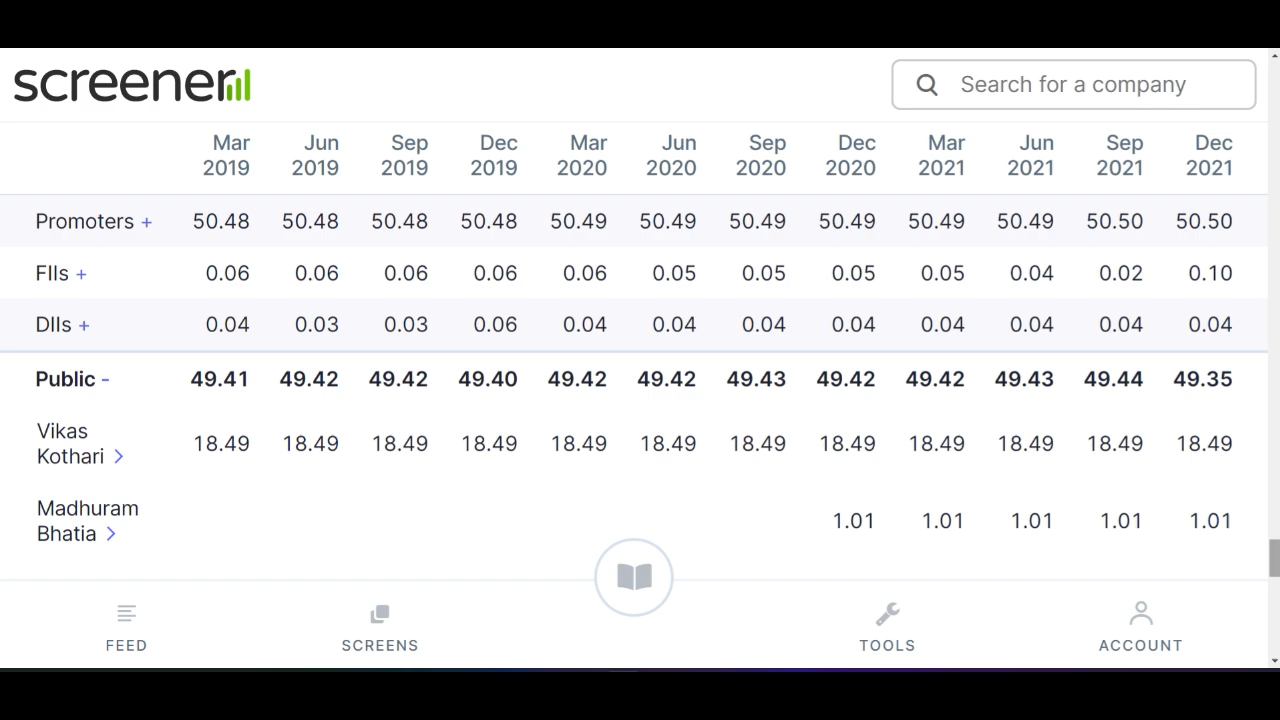 screener
Search for a company
Mar Jun Sep Dec Mar Jun Sep Dec Mar Jun Sep Dec
2019 2019 2019 2019 2020 2020 2020 2020 2021 2021 2021 2021
Promoters + 50.48 50.48 50.48 50.48 50.49 50.49 50.49 50.49 50.49 50.49 50.50 50.50
FIIs + 0.06 0.06 0.06 0.06 0.06 0.05 0.05 0.05 0.05 0.04 0.02 0.10
DIIs + 0.04 0.03 0.03 0.06 0.04 0.04 0.04 0.04 0.04 0.04 0.04 0.04
Public - 49.41 49.42 49.42 49.40 49.42 49.42 49.43 49.42 49.42 49.43 49.44 49.35
Vikas
Kothari > 18.49 18.49 18.49 18.49 18.49 18.49 18.49 18.49 18.49 18.49 18.49 18.49
Madhuram
Bhatia > 1.01 1.01 1.01 1.01 1.01
FEED SCREENS TOOLS ACCOUNT